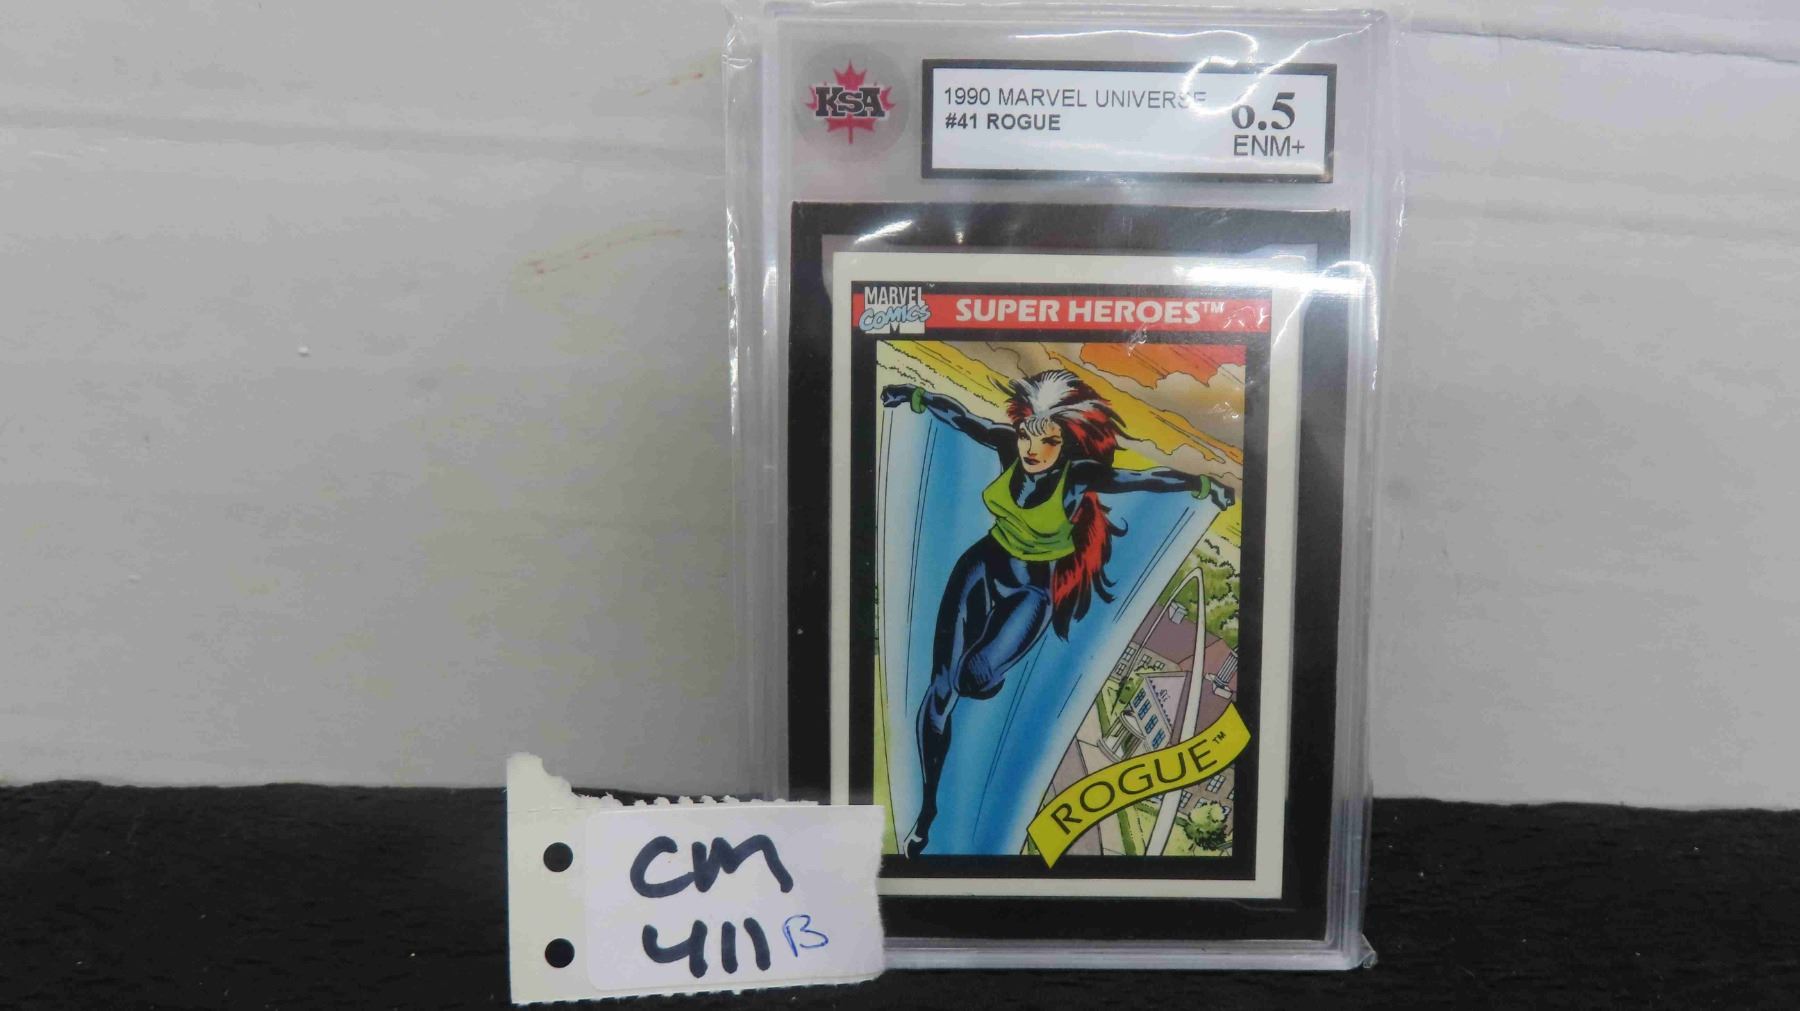 KSA
1990 MARVEL UNIVERSE
#41 ROGUE
6.5
ENM+
MARVEL
COMICS
SUPER HEROES™
ROGUE™
CM
411B